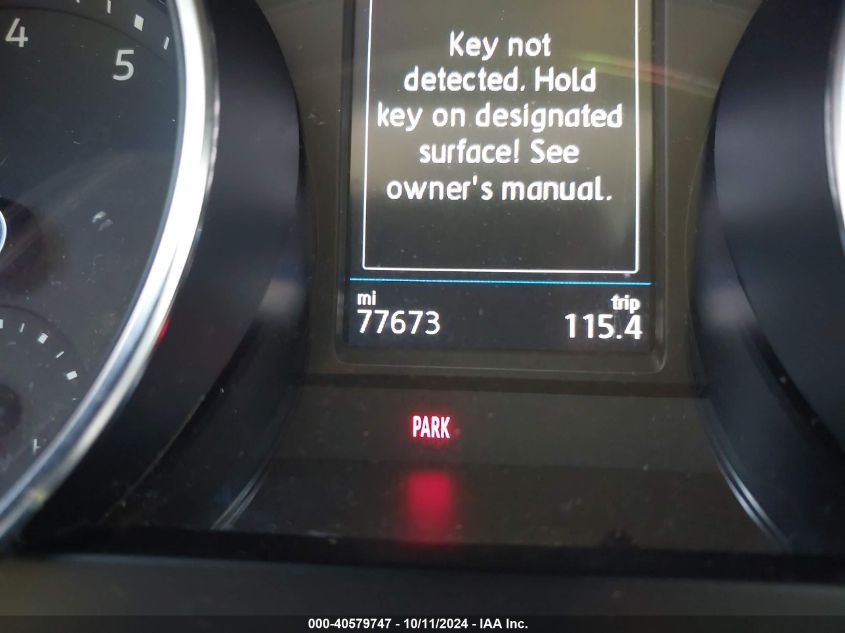 4
5
Key not
detected. Hold
key on designated
surface! See
owner's manual.
mi
trip
77673
115.4
PARK
H
000-40579747 - 10/11/2024 - IAA Inc.